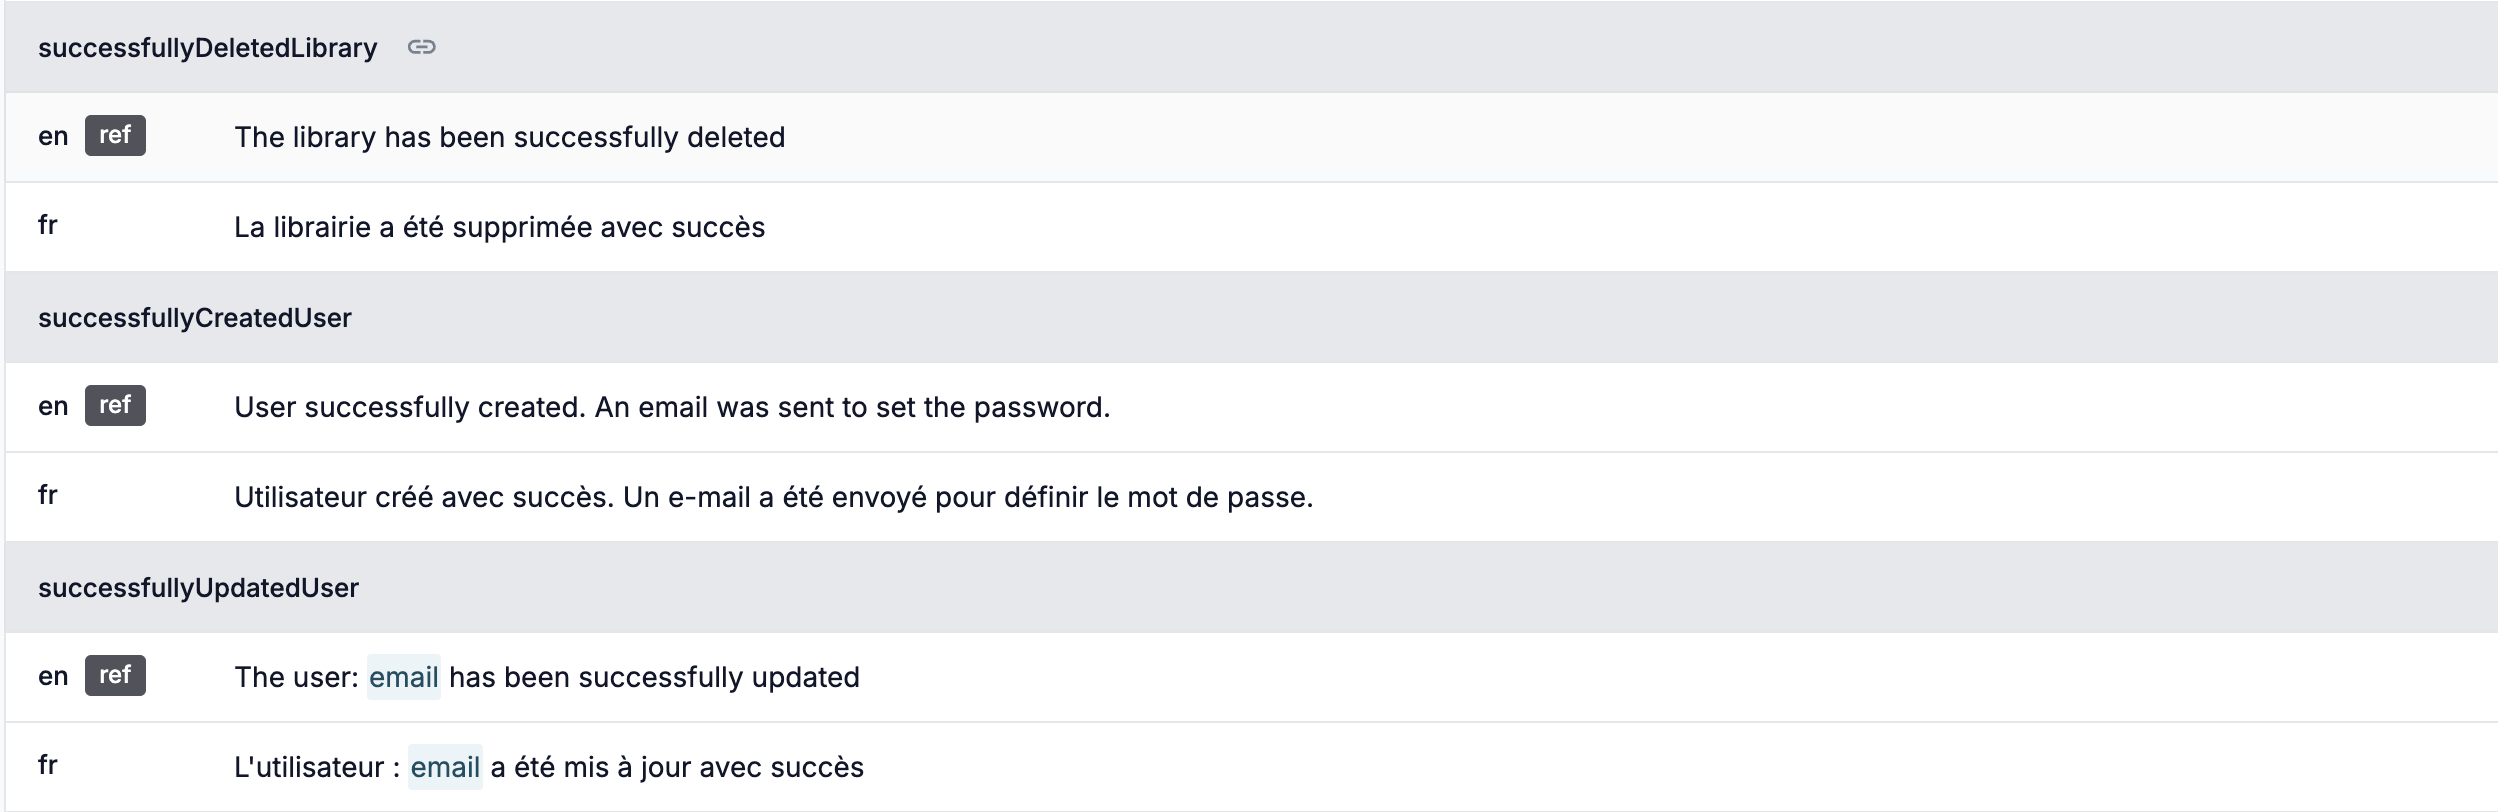 successfullyDeletedLibrary
en ref The library has been successfully deleted
fr La librairie a été supprimée avec succès
successfullyCreatedUser
en ref User successfully created. An email was sent to set the password.
fr Utilisateur créé avec succès. Un e-mail a été envoyé pour définir le mot de passe.
successfullyUpdatedUser
en ref The user: email has been successfully updated
fr L'utilisateur : email a été mis à jour avec succès